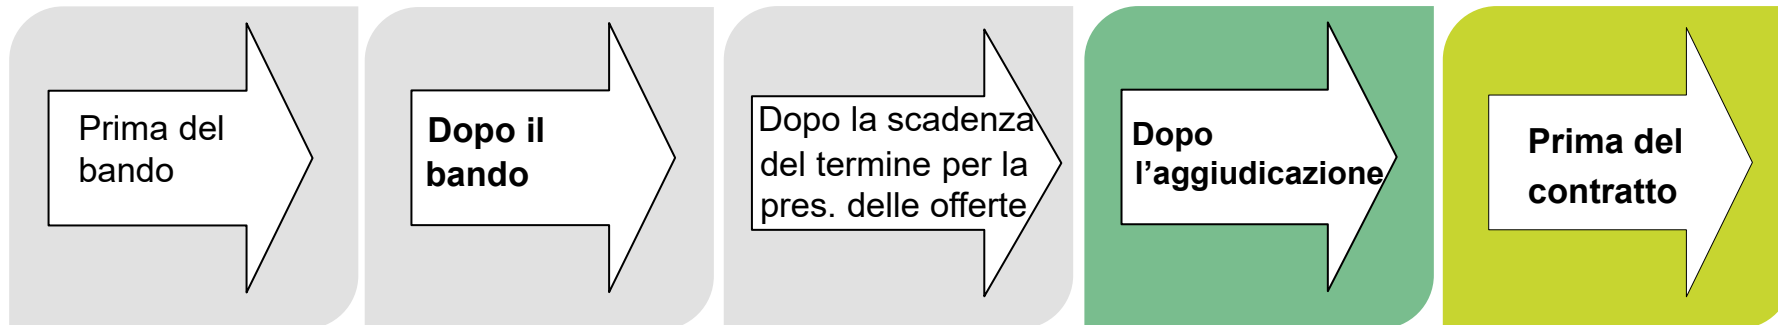 Prima del
bando
Dopo il
bando
Dopo la scadenza
del termine per la
pres. delle offerte
Dopo
l’aggiudicazione
Prima del
contratto